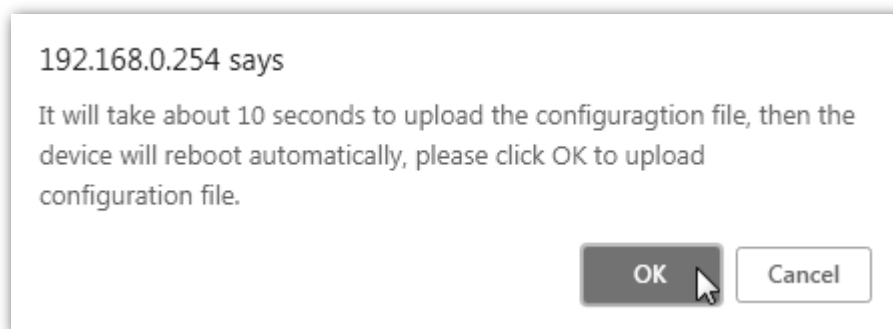 192.168.0.254 says
It will take about 10 seconds to upload the configuragtion file, then the
device will reboot automatically, please click OK to upload
configuration file.
OK
Cancel